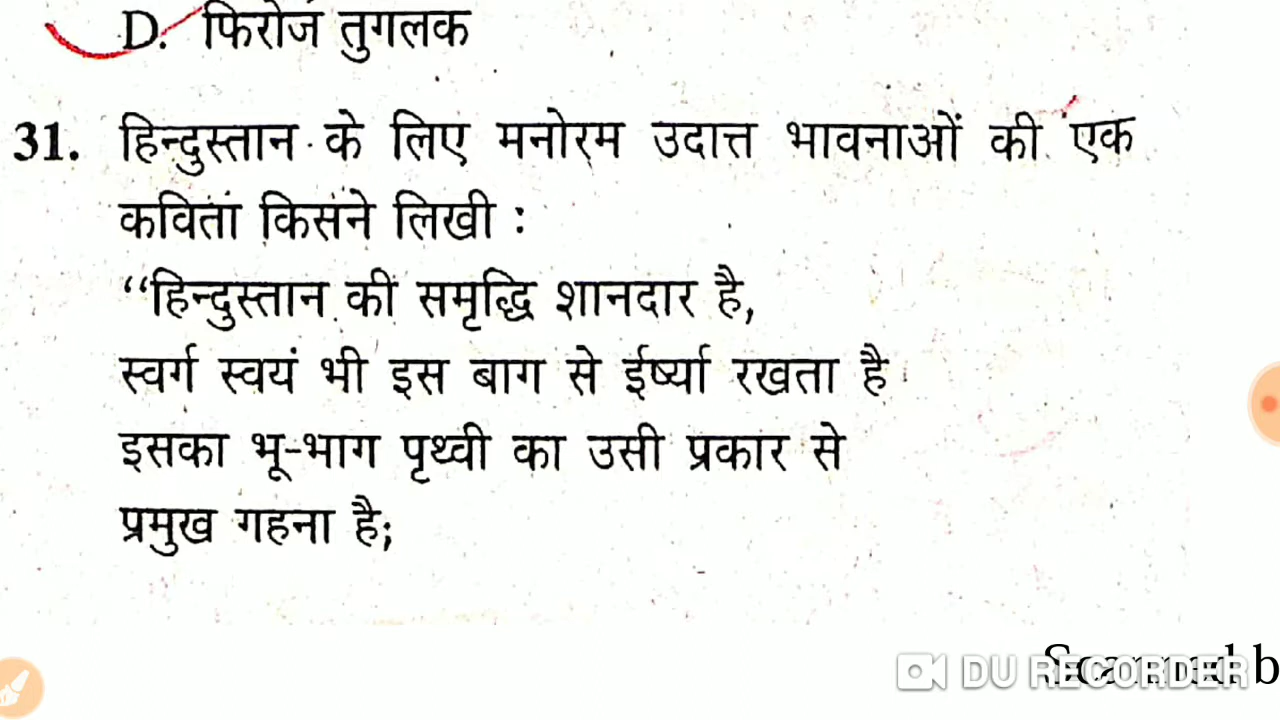 D. फिरोज तुगलक
31. हिन्दुस्तान के लिए मनोरम उदात्त भावनाओं की एक
कविता किसने लिखी :
“हिन्दुस्तान की समृद्धि शानदार है,
स्वर्ग स्वयं भी इस बाग से ईर्ष्या रखता है
इसका भू-भाग पृथ्वी का उसी प्रकार से
प्रमुख गहना है;
Scanned b
DU RECORDER